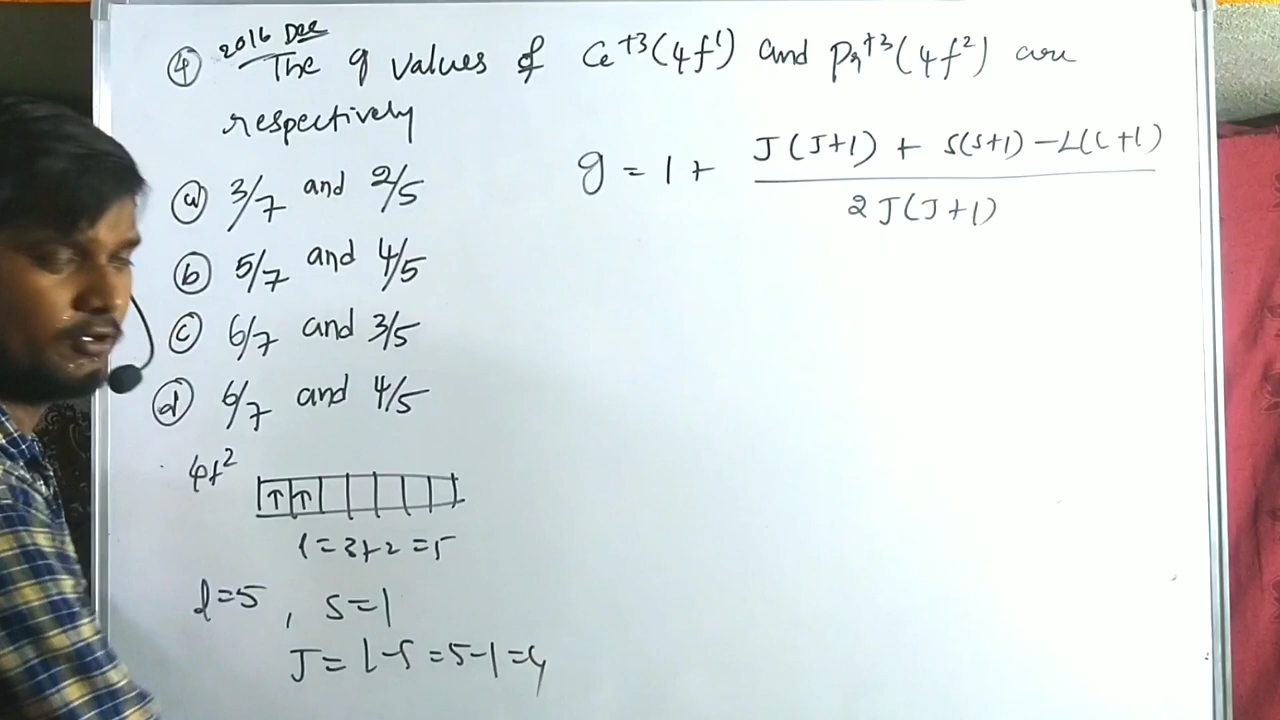 ④ 2016 Dec
The g values of Ce⁺³(4f¹) and Pr⁺³(4f²) are
respectively
ⓐ 3/7 and 2/5
ⓑ 5/7 and 4/5
ⓒ 6/7 and 3/5
ⓓ 6/7 and 4/5
g = 1 + J(J+1) + S(S+1) - L(L+1) / 2J(J+1)
4f² ↑ ↑
l=3+2=5
l=5, S=1
J = L-S = 5-1=4